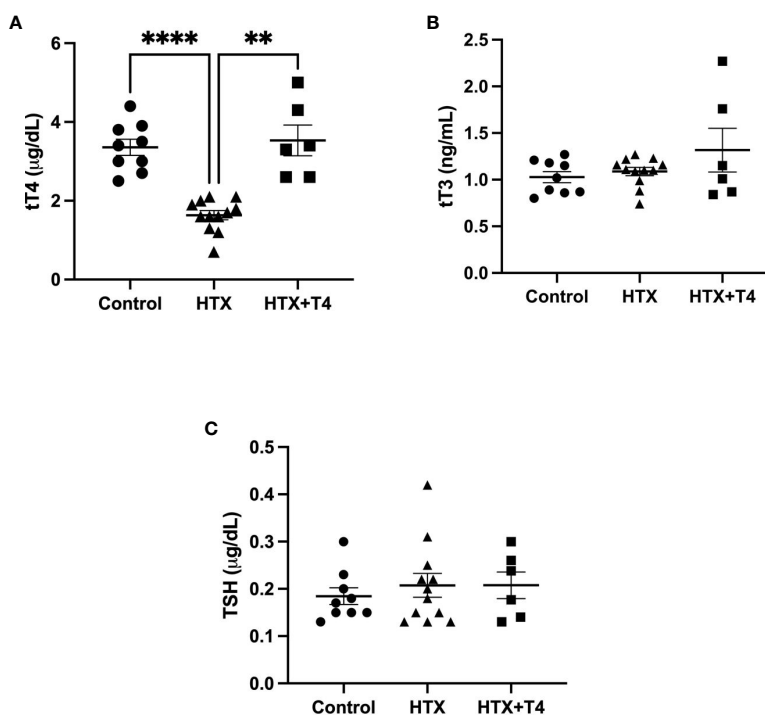 A
tT4 (μg/dL)
6
4
2
0
**** **
Control HTX HTX+T4
B
tT3 (ng/mL)
2.5
2.0
1.5
1.0
0.5
0.0
Control HTX HTX+T4
C
TSH (μg/dL)
0.5
0.4
0.3
0.2
0.1
0.0
Control HTX HTX+T4